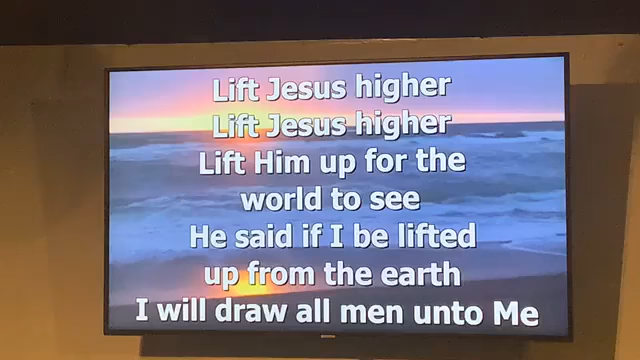 Lift Jesus higher
Lift Jesus higher
Lift Him up for the
world to see
He said if I be lifted
up from the earth
I will draw all men unto Me